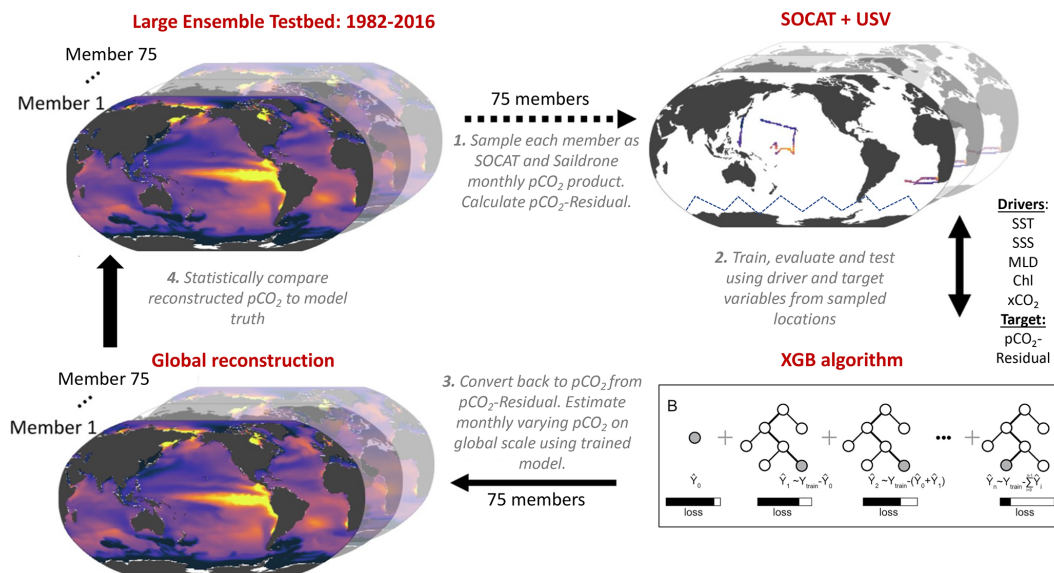 Large Ensemble Testbed: 1982-2016
Member 75
...
Member 1
75 members
1. Sample each member as
SOCAT and Saildrone
monthly pCO₂ product.
Calculate pCO₂-Residual.
SOCAT + USV
Drivers:
SST
SSS
MLD
Chl
xCO₂
Target:
pCO₂-
Residual
2. Train, evaluate and test
using driver and target
variables from sampled
locations
4. Statistically compare
reconstructed pCO₂ to model
truth
Global reconstruction
Member 75
...
Member 1
3. Convert back to pCO₂ from
pCO₂-Residual. Estimate
monthly varying pCO₂ on
global scale using trained
model.
75 members
XGB algorithm
B
+ + ... +
Ŷ₀
Ŷ₁ ~Y_train-Ŷ₀
Ŷ₂ ~Y_train-(Ŷ₀+Ŷ₁)
loss
loss
loss
loss